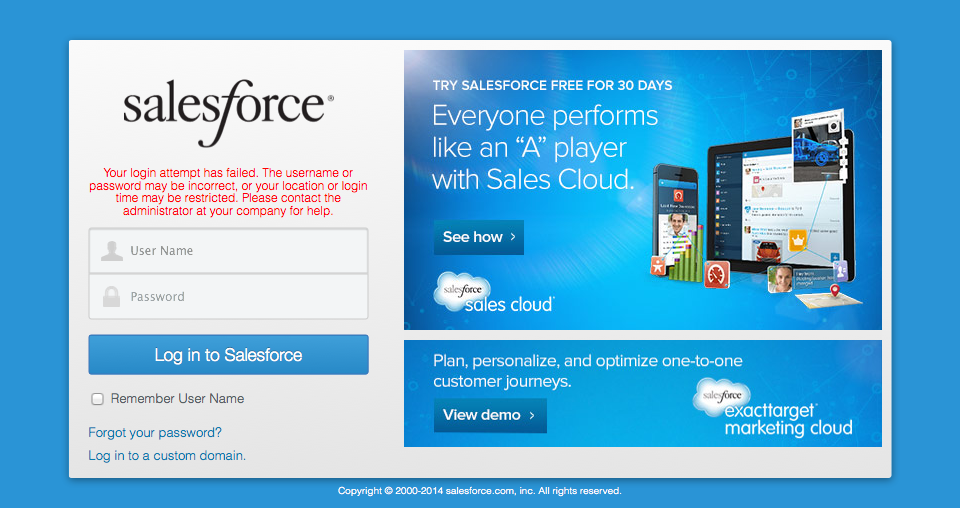 salesforce®
Your login attempt has failed. The username or
password may be incorrect, or your location or login
time may be restricted. Please contact the
administrator at your company for help.
User Name
Password
Log in to Salesforce
Remember User Name
Forgot your password?
Log in to a custom domain.
TRY SALESFORCE FREE FOR 30 DAYS
Everyone performs
like an “A” player
with Sales Cloud.
See how ›
salesforce
sales cloud®
Plan, personalize, and optimize one-to-one
customer journeys.
View demo ›
salesforce
exacttarget®
marketing cloud
Copyright © 2000-2014 salesforce.com, inc. All rights reserved.